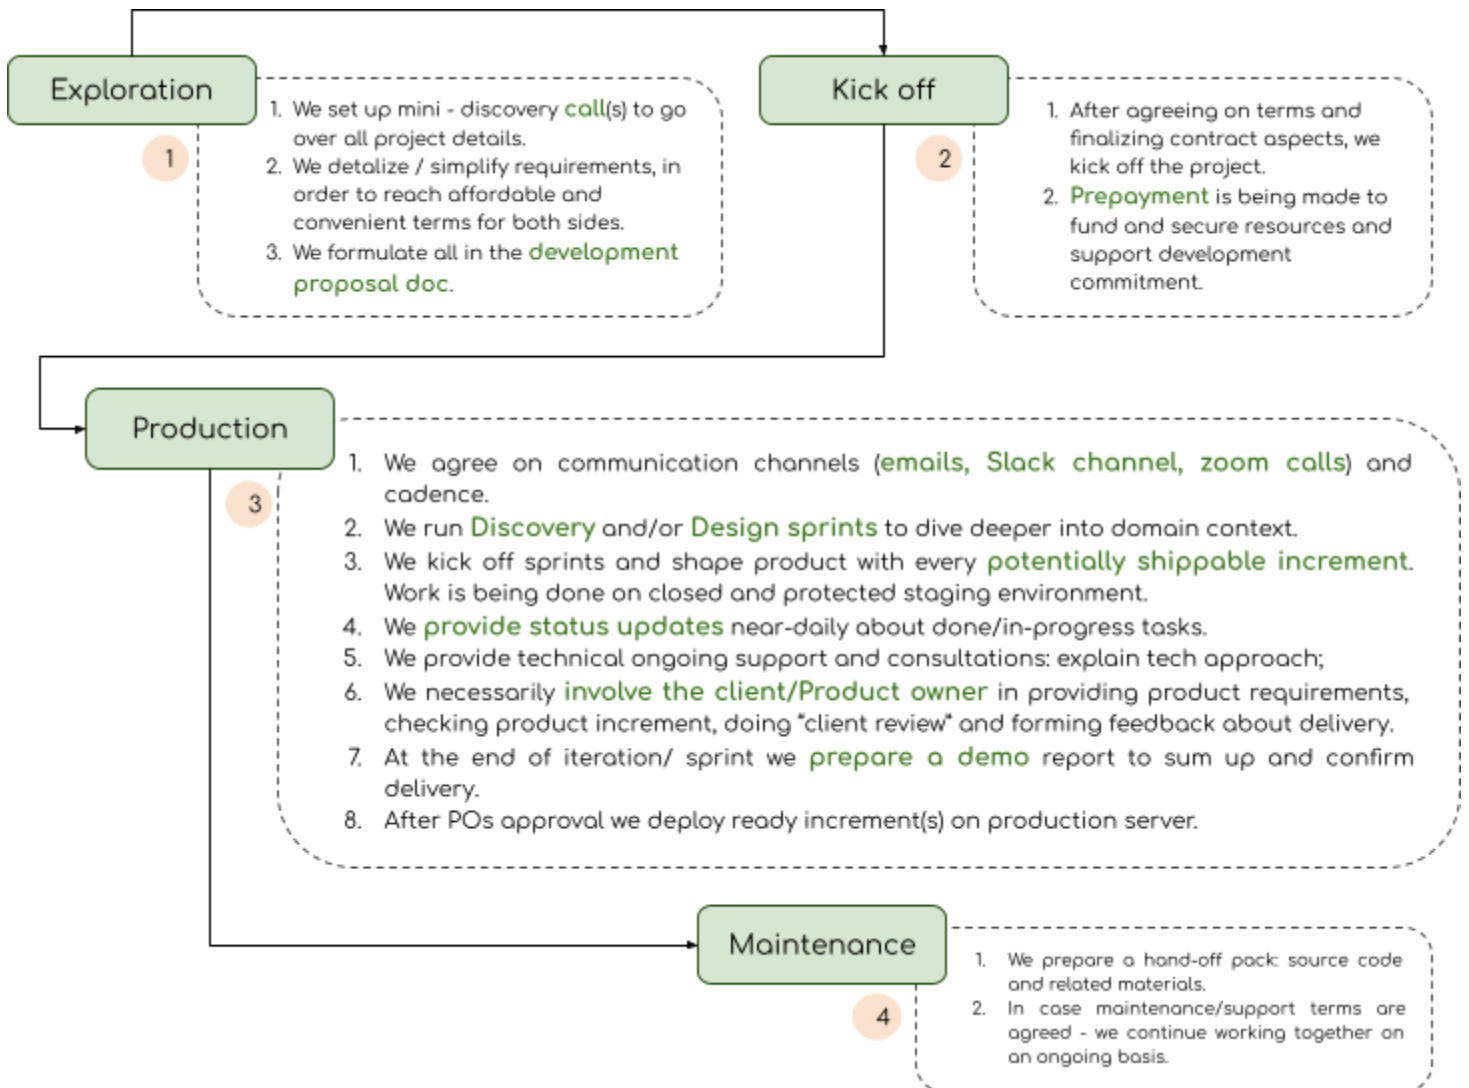 Exploration
1
1. We set up mini - discovery call(s) to go
over all project details.
2. We detalize / simplify requirements, in
order to reach affordable and
convenient terms for both sides.
3. We formulate all in the development
proposal doc.
Kick off
2
1. After agreeing on terms and
finalizing contract aspects, we
kick off the project.
2. Prepayment is being made to
fund and secure resources and
support development
commitment.
Production
3
1. We agree on communication channels (emails, Slack channel, zoom calls) and
cadence.
2. We run Discovery and/or Design sprints to dive deeper into domain context.
3. We kick off sprints and shape product with every potentially shippable increment.
Work is being done on closed and protected staging environment.
4. We provide status updates near-daily about done/in-progress tasks.
5. We provide technical ongoing support and consultations: explain tech approach;
6. We necessarily involve the client/Product owner in providing product requirements,
checking product increment, doing "client review" and forming feedback about delivery.
7. At the end of iteration/ sprint we prepare a demo report to sum up and confirm
delivery.
8. After POs approval we deploy ready increment(s) on production server.
Maintenance
4
1. We prepare a hand-off pack: source code
and related materials.
2. In case maintenance/support terms are
agreed - we continue working together on
an ongoing basis.